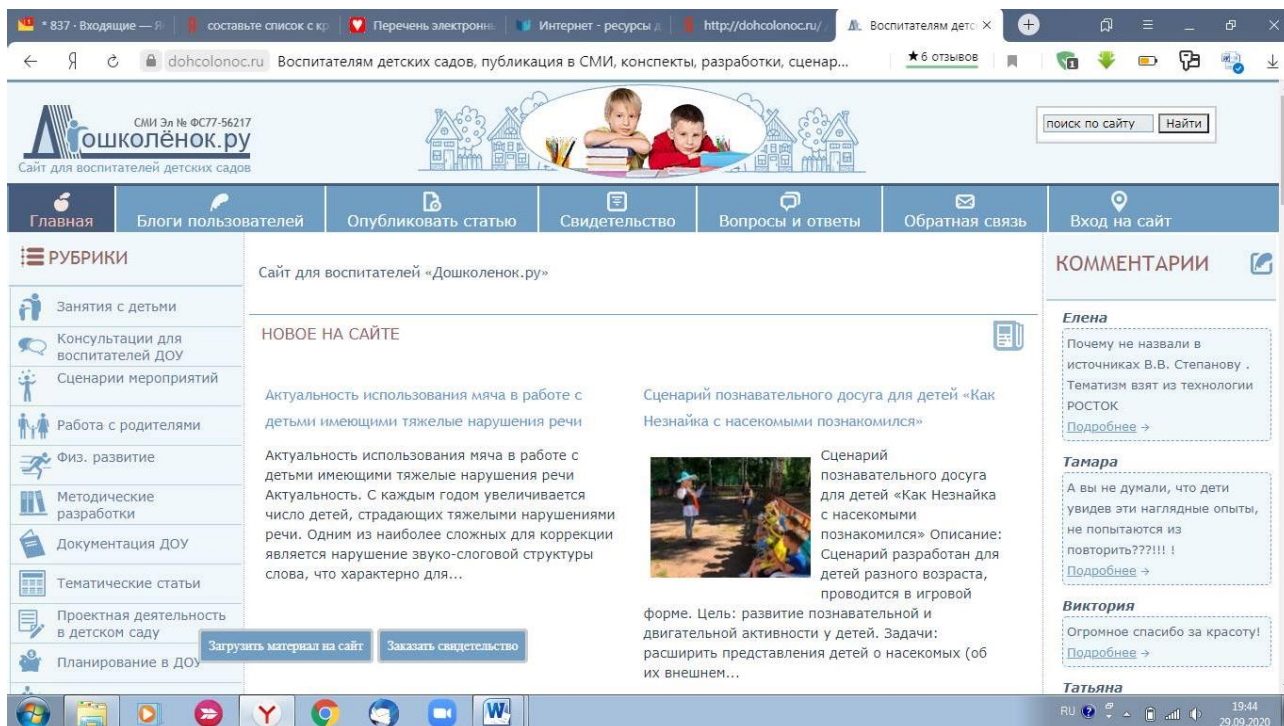 * 837 · Входящие — Я
составьте список с кр
Перечень электронн
Интернет - ресурсы д
http://dohcolonoc.ru/
Воспитателям детс
dohcolonoc.ru Воспитателям детских садов, публикация в СМИ, конспекты, разработки, сценар...
★6 отзывов
СМИ Эл № ФС77-56217
Дошколёнок.ру
Сайт для воспитателей детских садов
поиск по сайту
Найти
Главная
Блоги пользователей
Опубликовать статью
Свидетельство
Вопросы и ответы
Обратная связь
Вход на сайт
РУБРИКИ
Занятия с детьми
Консультации для
воспитателей ДОУ
Сценарии мероприятий
Работа с родителями
Физ. развитие
Методические
разработки
Документация ДОУ
Тематические статьи
Проектная деятельность
в детском саду
Планирование в ДОУ
Загрузить материал на сайт
Заказать свидетельство
Сайт для воспитателей «Дошколенок.ру»
НОВОЕ НА САЙТЕ
Актуальность использования мяча в работе с
детьми имеющими тяжелые нарушения речи
Актуальность использования мяча в работе с
детьми имеющими тяжелые нарушения речи
Актуальность. С каждым годом увеличивается
число детей, страдающих тяжелыми нарушениями
речи. Одним из наиболее сложных для коррекции
является нарушение звуко-слоговой структуры
слова, что характерно для...
Сценарий познавательного досуга для детей «Как
Незнайка с насекомыми познакомился»
Сценарий
познавательного досуга
для детей «Как Незнайка
с насекомыми
познакомился» Описание:
Сценарий разработан для
детей разного возраста,
проводится в игровой
форме. Цель: развитие познавательной и
двигательной активности у детей. Задачи:
расширить представления детей о насекомых (об
их внешнем...
КОММЕНТАРИИ
Елена
Почему не назвали в
источниках В.В. Степанову .
Тематизм взят из технологии
РОСТОК
Подробнее →
Тамара
А вы не думали, что дети
увидев эти наглядные опыты,
не попытаются из
повторить???!!! !
Подробнее →
Виктория
Огромное спасибо за красоту!
Подробнее →
Татьяна
RU
19:44
29.09.2020